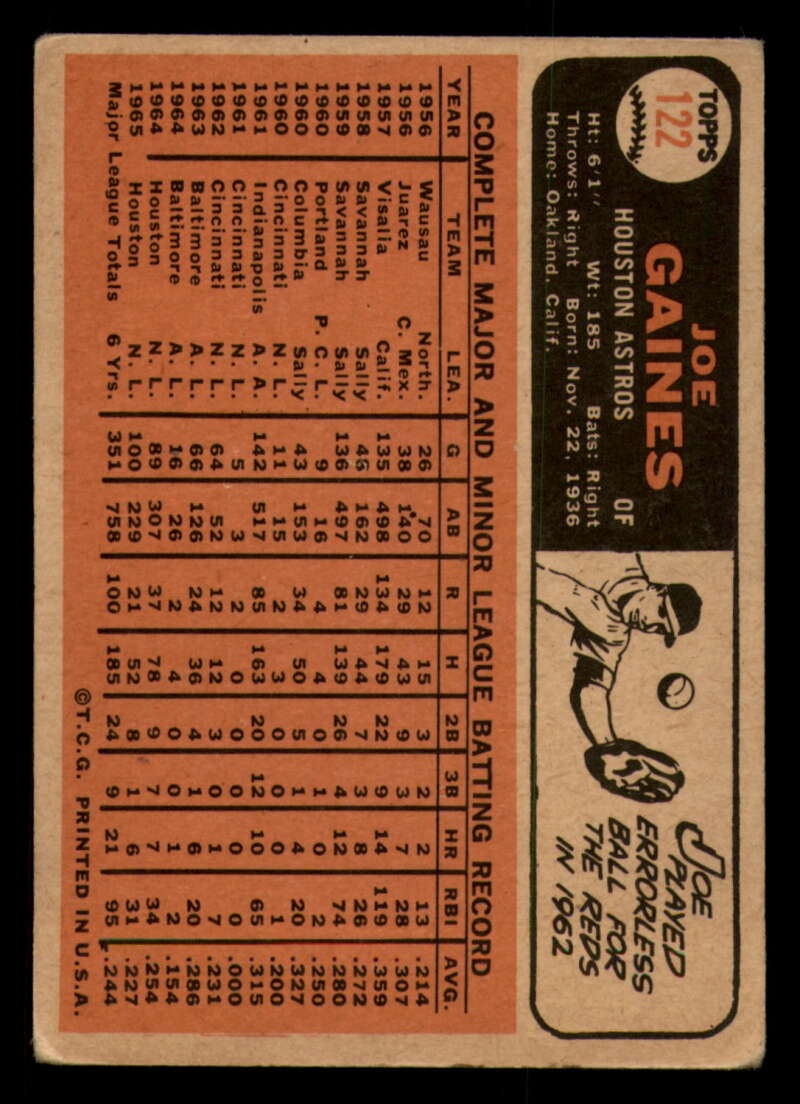 TOPPS
122
JOE
GAINES
HOUSTON ASTROS OF
Ht: 6'1" Wt: 185 Bats: Right
Throws: Right Born: Nov. 22, 1936
Home: Oakland, Calif.
JOE
PLAYED
ERRORLESS
BALL FOR
THE REDS
IN 1962
COMPLETE MAJOR AND MINOR LEAGUE BATTING RECORD
YEAR TEAM LEA. G AB R H 2B 3B HR RBI AVG.
1956 Wausau North. 26 70 12 15 3 2 2 13 .214
1956 Juarez C. Mex. 38 140 29 43 9 3 7 28 .307
1957 Visalia Calif. 135 498 134 179 22 9 14 119 .359
1958 Savannah Sally 46 162 29 44 7 3 8 26 .272
1959 Savannah Sally 136 497 81 139 26 4 12 74 .280
1960 Portland P. C. L. 9 16 4 4 0 1 0 2 .250
1960 Columbia Sally 43 153 34 50 5 1 4 20 .327
1960 Cincinnati N. L. 11 15 2 3 0 0 0 1 .200
1961 Indianapolis A. A. 142 517 85 163 20 12 10 65 .315
1961 Cincinnati N. L. 5 3 2 0 0 0 0 0 .000
1962 Cincinnati N. L. 64 52 12 12 3 0 1 7 .231
1963 Baltimore A. L. 66 126 24 36 4 1 6 20 .286
1964 Baltimore A. L. 16 26 2 4 0 0 1 2 .154
1964 Houston N. L. 89 307 37 78 9 7 7 34 .254
1965 Houston N. L. 100 229 21 52 8 1 6 31 .227
Major League Totals 6 Yrs. 351 758 100 185 24 9 21 95 .244
©T.C.G. PRINTED IN U.S.A.